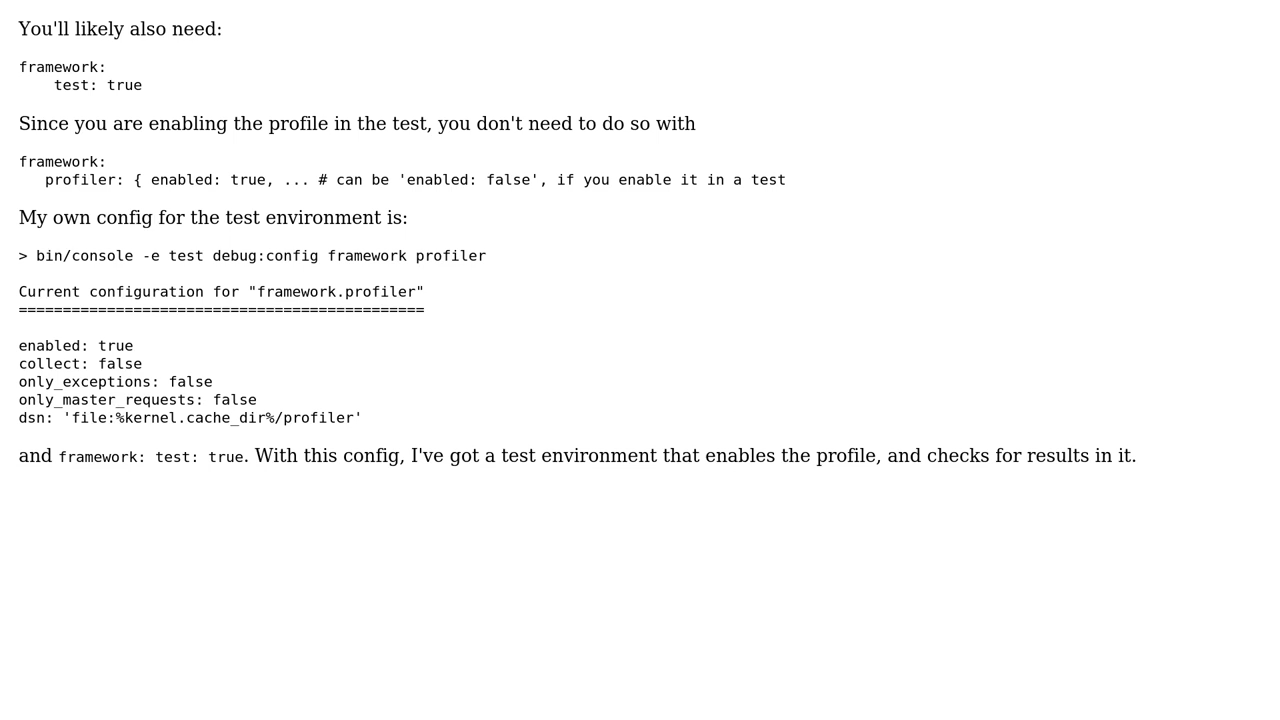 You'll likely also need:
framework:
    test: true
Since you are enabling the profile in the test, you don't need to do so with
framework:
   profiler: { enabled: true, ... # can be 'enabled: false', if you enable it in a test
My own config for the test environment is:
> bin/console -e test debug:config framework profiler
Current configuration for "framework.profiler"
==============================================
enabled: true
collect: false
only_exceptions: false
only_master_requests: false
dsn: 'file:%kernel.cache_dir%/profiler'
and framework: test: true. With this config, I've got a test environment that enables the profile, and checks for results in it.